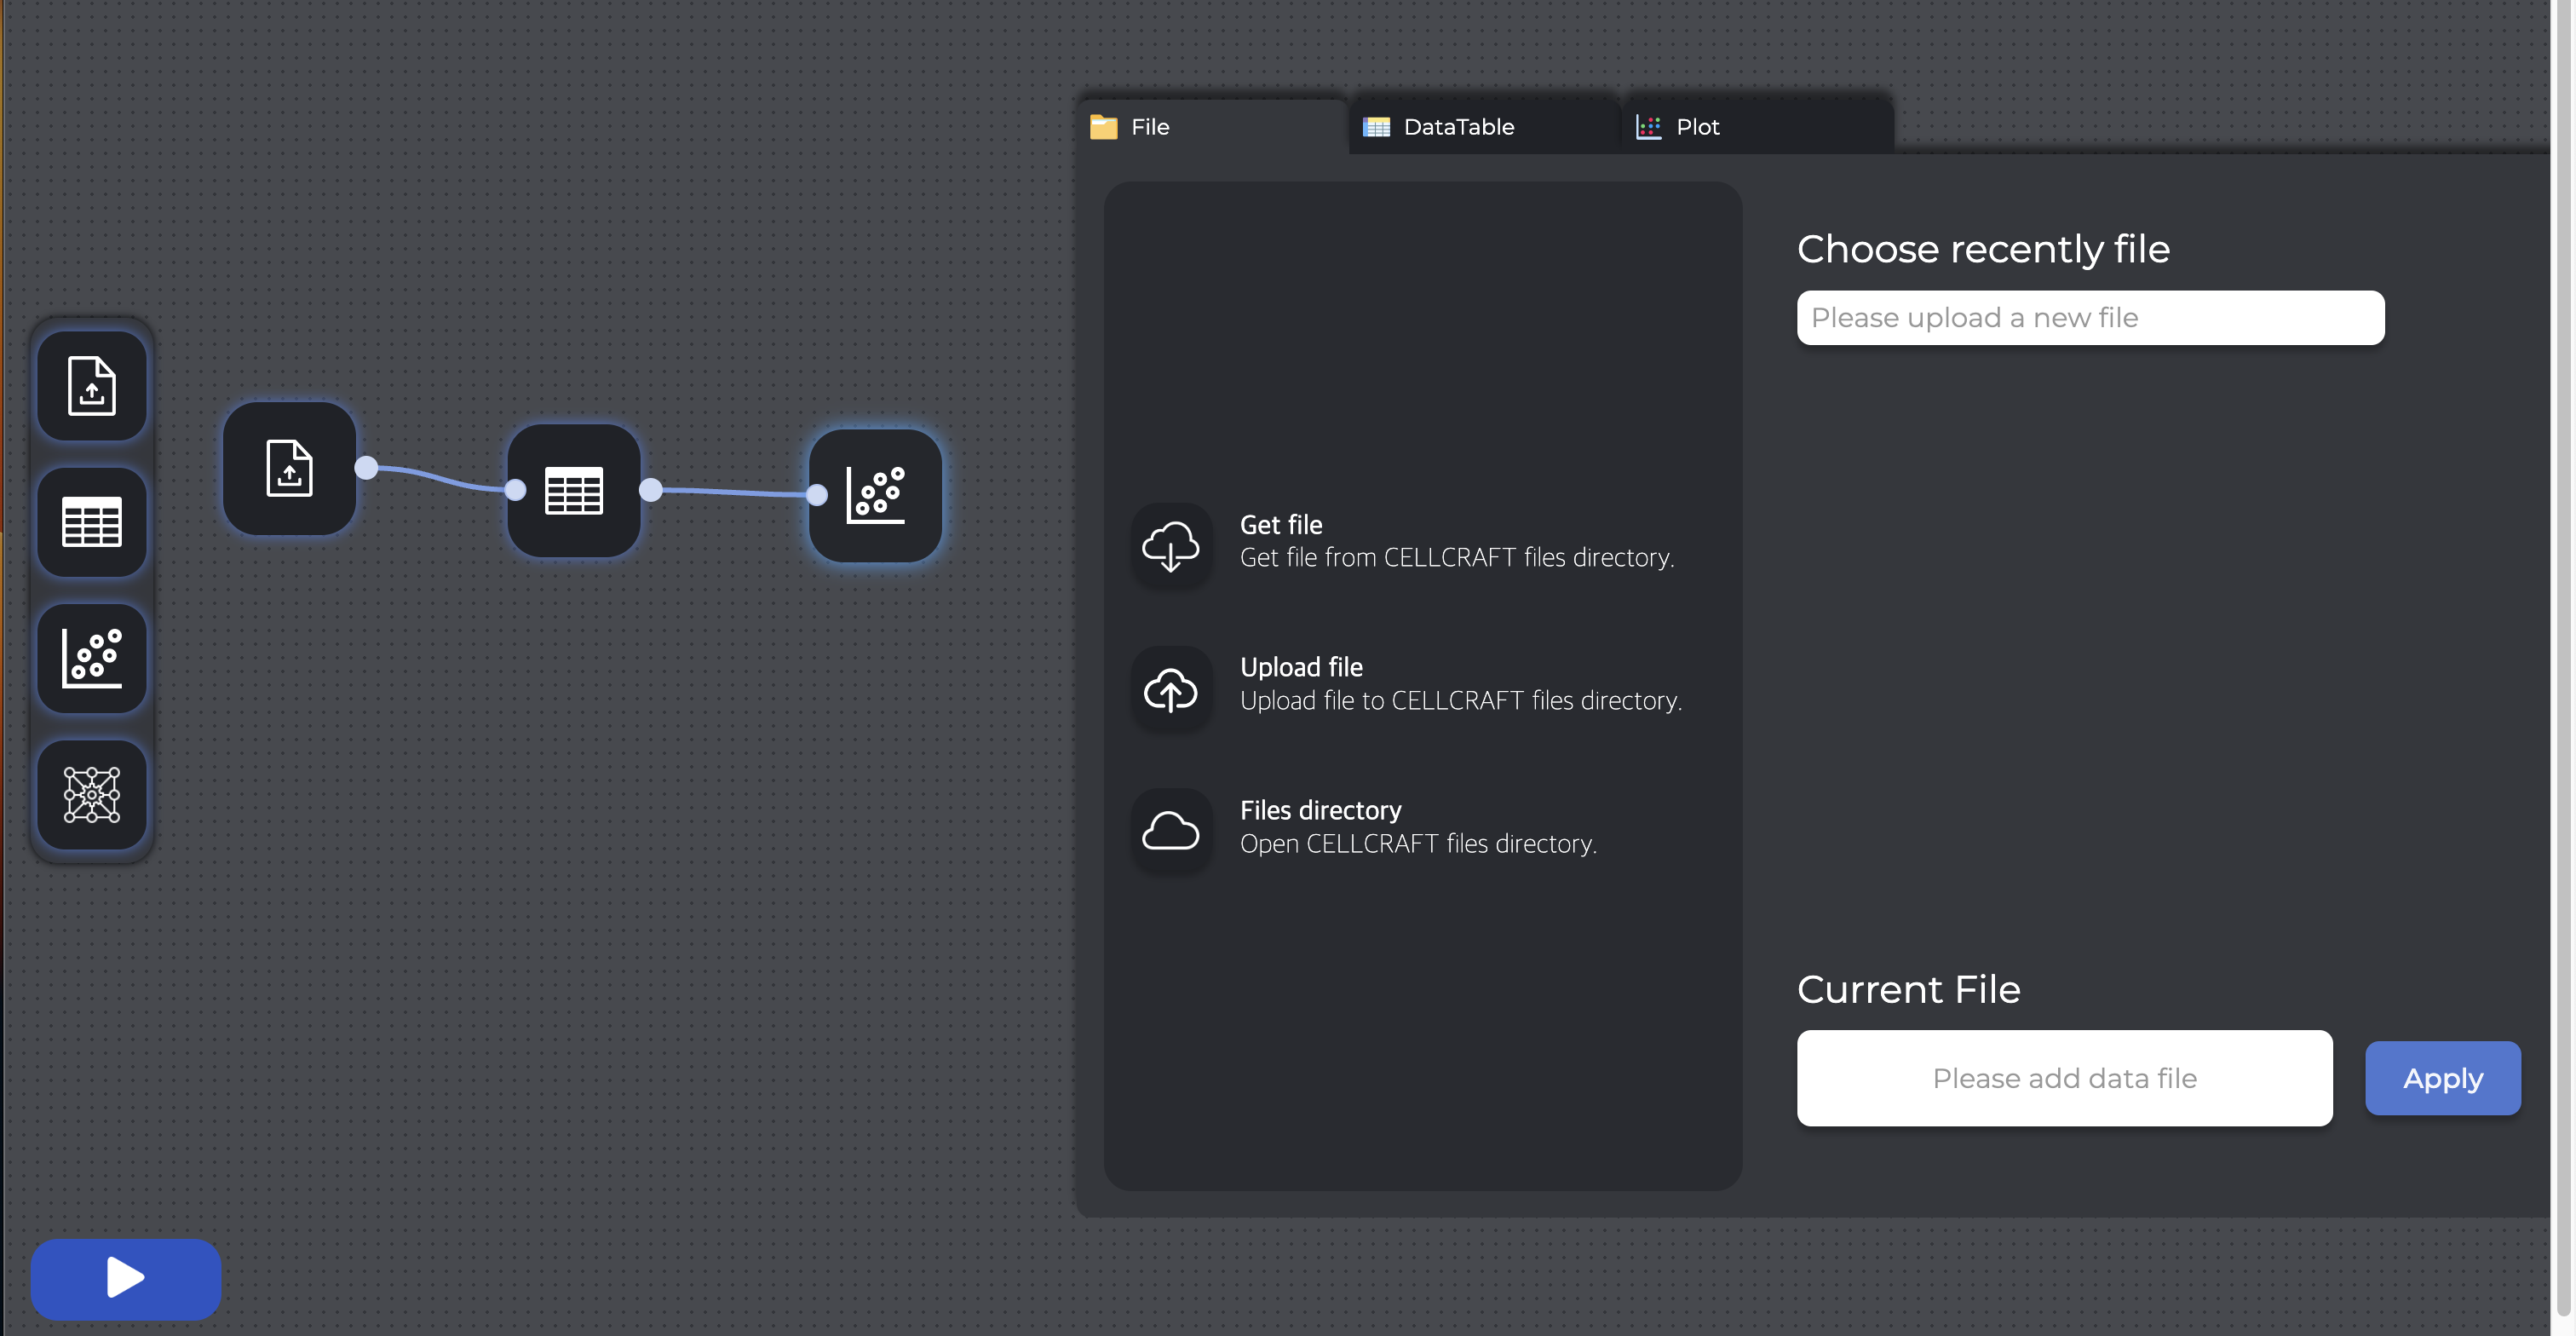 File
DataTable
Plot
Get file
Get file from CELLCRAFT files directory.
Upload file
Upload file to CELLCRAFT files directory.
Files directory
Open CELLCRAFT files directory.
Choose recently file
Please upload a new file
Current File
Please add data file
Apply